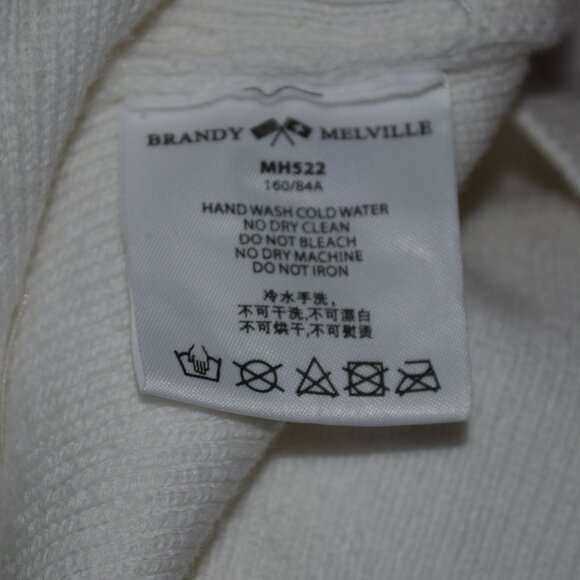 BRANDY MELVILLE
MH522
160/84A
HAND WASH COLD WATER
NO DRY CLEAN
DO NOT BLEACH
NO DRY MACHINE
DO NOT IRON
冷水手洗,
不可干洗,不可漂白
不可烘干,不可熨烫